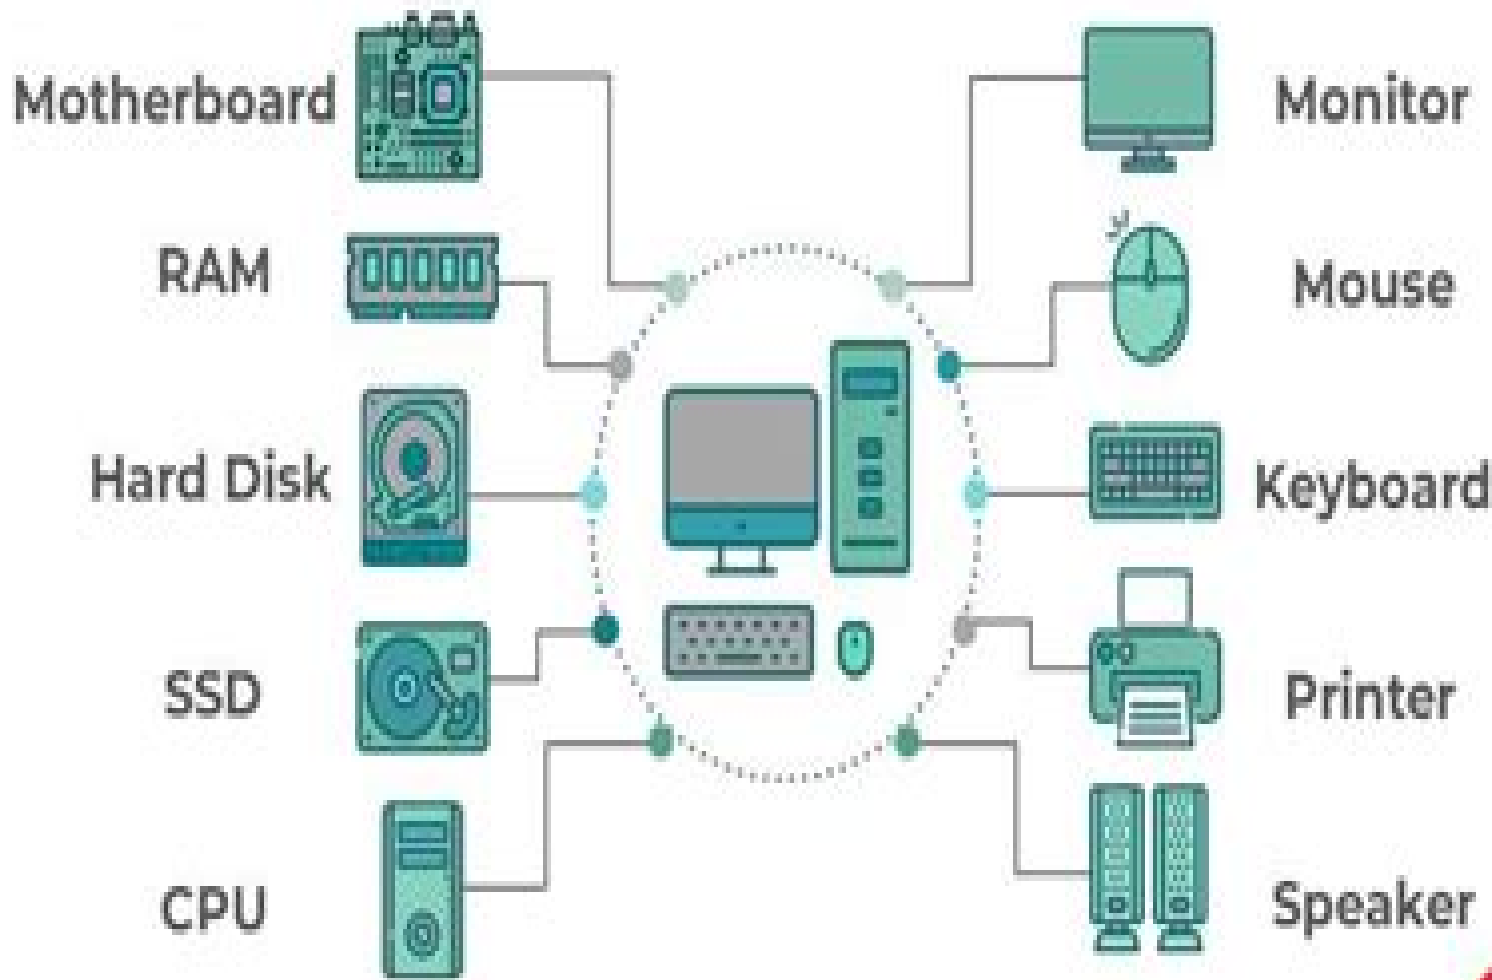 Motherboard
RAM
Hard Disk
SSD
CPU
Monitor
Mouse
Keyboard
Printer
Speaker